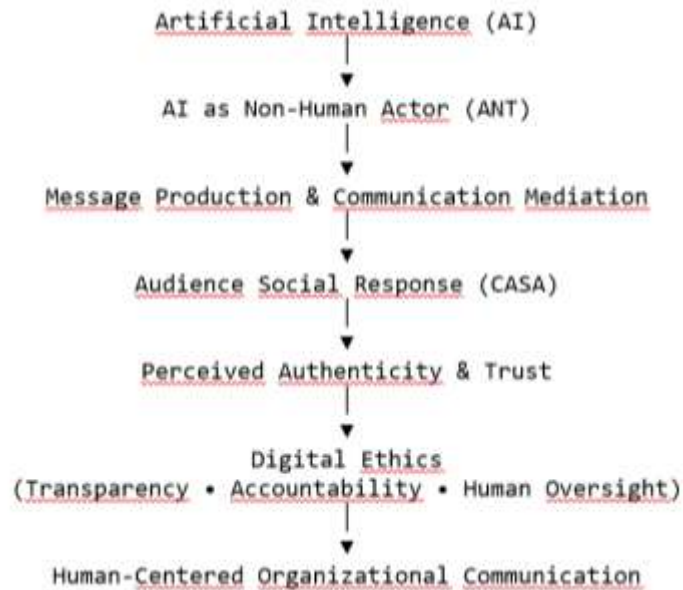 Artificial Intelligence (AI)
AI as Non-Human Actor (ANT)
Message Production & Communication Mediation
Audience Social Response (CASA)
Perceived Authenticity & Trust
Digital Ethics
(Transparency • Accountability • Human Oversight)
Human-Centered Organizational Communication